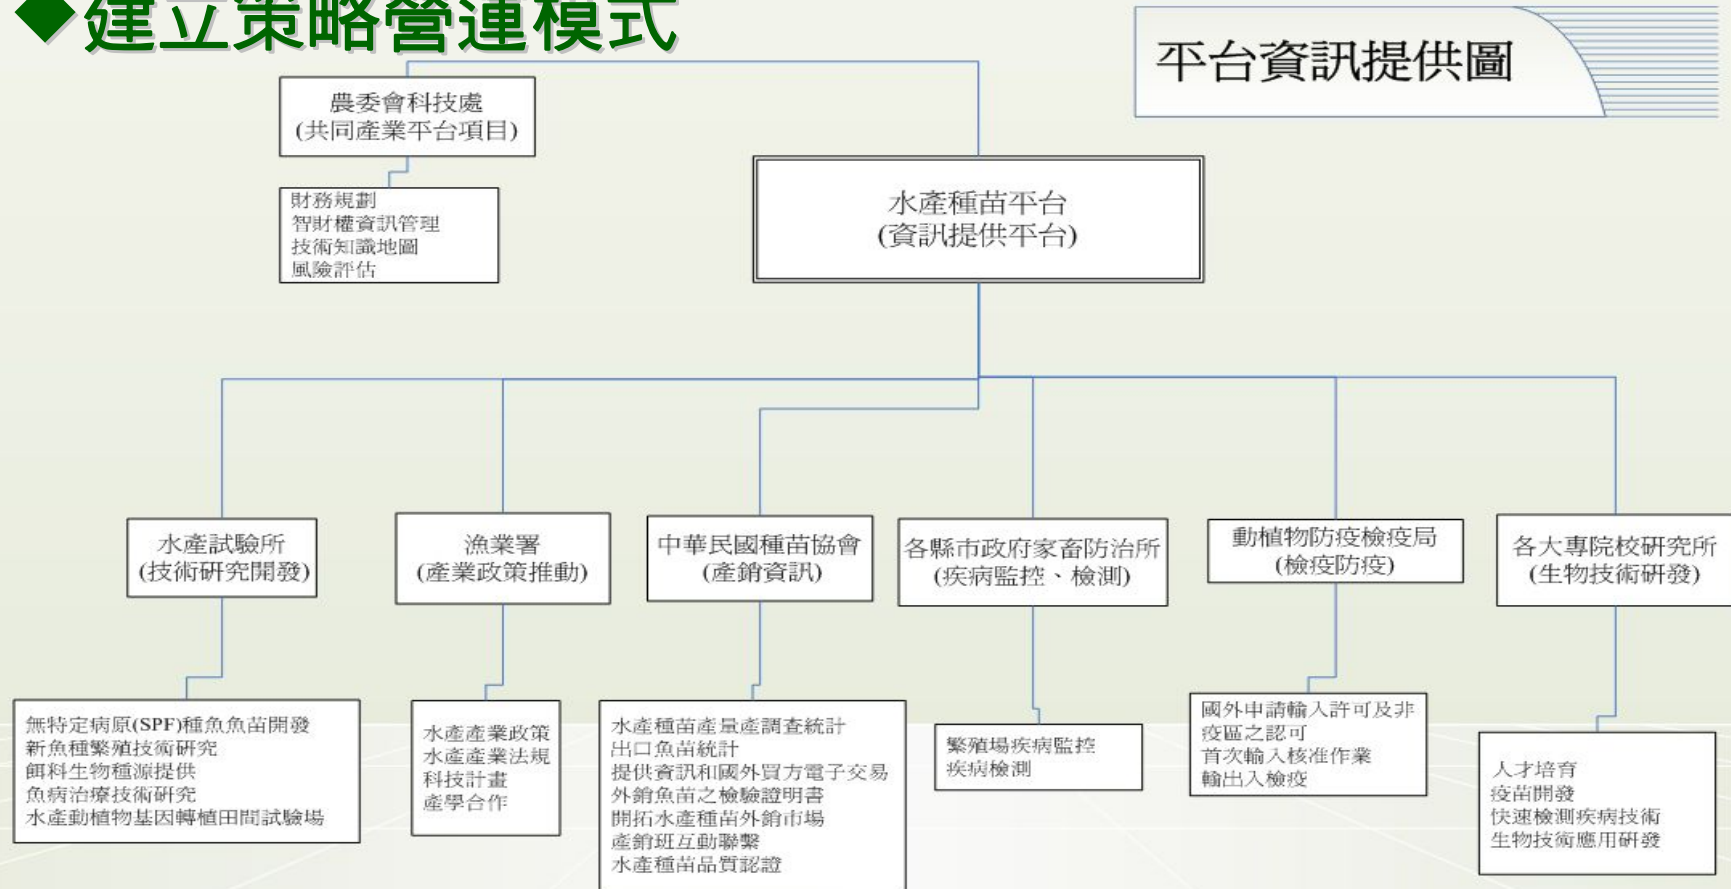 ◆建立策略營運模式
平台資訊提供圖
農委會科技處
(共同產業平台項目)
財務規劃
智財權資訊管理
技術知識地圖
風險評估
水產種苗平台
(資訊提供平台)
水產試驗所
(技術研究開發)
漁業署
(產業政策推動)
中華民國種苗協會
(產銷資訊)
各縣市政府家畜防治所
(疾病監控、檢測)
動植物防疫檢疫局
(檢疫防疫)
各大專院校研究所
(生物技術研發)
無特定病原(SPF)種魚魚苗開發
新魚種繁殖技術研究
餌料生物種源提供
魚病治療技術研究
水產動植物基因轉植田間試驗場
水產產業政策
水產產業法規
科技計畫
產學合作
水產種苗產量產調查統計
出口魚苗統計
提供資訊和國外買方電子交易
外銷魚苗之檢驗證明書
開拓水產種苗外銷市場
產銷班互動聯繫
水產種苗品質認證
繁殖場疾病監控
疾病檢測
國外申請輸入許可及非
疫區之認可
首次輸入核准作業
輸出入檢疫
人才培育
疫苗開發
快速檢測疾病技術
生物技術應用研發